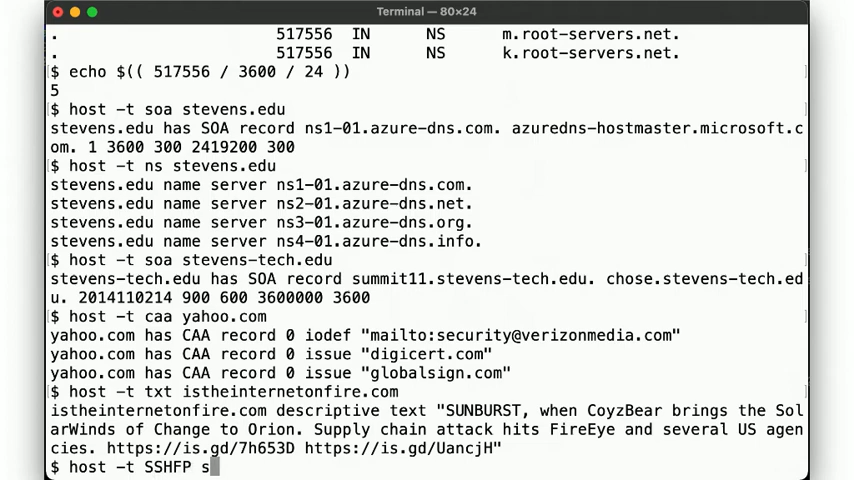 Terminal — 80×24
. 517556 IN NS m.root-servers.net.
. 517556 IN NS k.root-servers.net.
$ echo $(( 517556 / 3600 / 24 ))
5
$ host -t soa stevens.edu
stevens.edu has SOA record ns1-01.azure-dns.com. azuredns-hostmaster.microsoft.c
om. 1 3600 300 2419200 300
$ host -t ns stevens.edu
stevens.edu name server ns1-01.azure-dns.com.
stevens.edu name server ns2-01.azure-dns.net.
stevens.edu name server ns3-01.azure-dns.org.
stevens.edu name server ns4-01.azure-dns.info.
$ host -t soa stevens-tech.edu
stevens-tech.edu has SOA record summit11.stevens-tech.edu. chose.stevens-tech.ed
u. 2014110214 900 600 3600000 3600
$ host -t caa yahoo.com
yahoo.com has CAA record 0 iodef "mailto:security@verizonmedia.com"
yahoo.com has CAA record 0 issue "digicert.com"
yahoo.com has CAA record 0 issue "globalsign.com"
$ host -t txt istheinternetonfire.com
istheinternetonfire.com descriptive text "SUNBURST, when CoyzBear brings the Sol
arWinds of Change to Orion. Supply chain attack hits FireEye and several US agen
cies. https://is.gd/7h653D https://is.gd/UancjH"
$ host -t SSHFP s